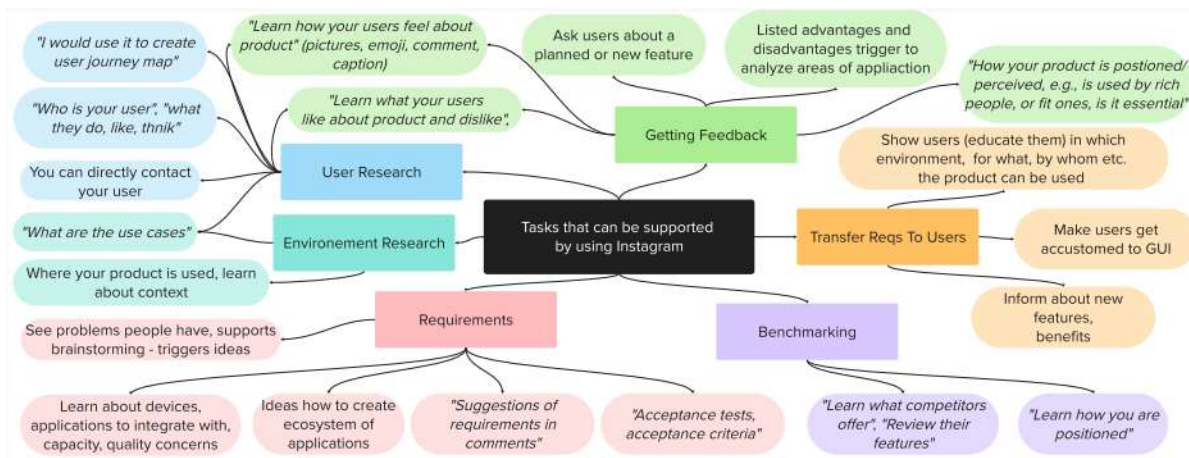 "I would use it to create
user journey map"
"Learn how your users feel about
product" (pictures, emoji, comment,
caption)
Ask users about a
planned or new feature
Listed advantages and
disadvantages trigger to
analyze areas of appliaction
"How your product is postioned/
perceived, e.g., is used by rich
people, or fit ones, is it essential"
"Who is your user", "what
they do, like, thnik"
"Learn what your users
like about product and dislike",
Getting Feedback
You can directly contact
your user
User Research
Show users (educate them) in which
environment, for what, by whom etc.
the product can be used
"What are the use cases"
Environement Research
Tasks that can be supported
by using Instagram
Transfer Reqs To Users
Make users get
accustomed to GUI
Where your product is used, learn
about context
Inform about new
features,
benefits
See problems people have, supports
brainstorming - triggers ideas
Requirements
Benchmarking
Learn about devices,
applications to integrate with,
capacity, quality concerns
Ideas how to create
ecosystem of
applications
"Suggestions of
requirements in
comments"
"Acceptance tests,
acceptance criteria"
"Learn what competitors
offer", "Review their
features"
"Learn how you are
positioned"